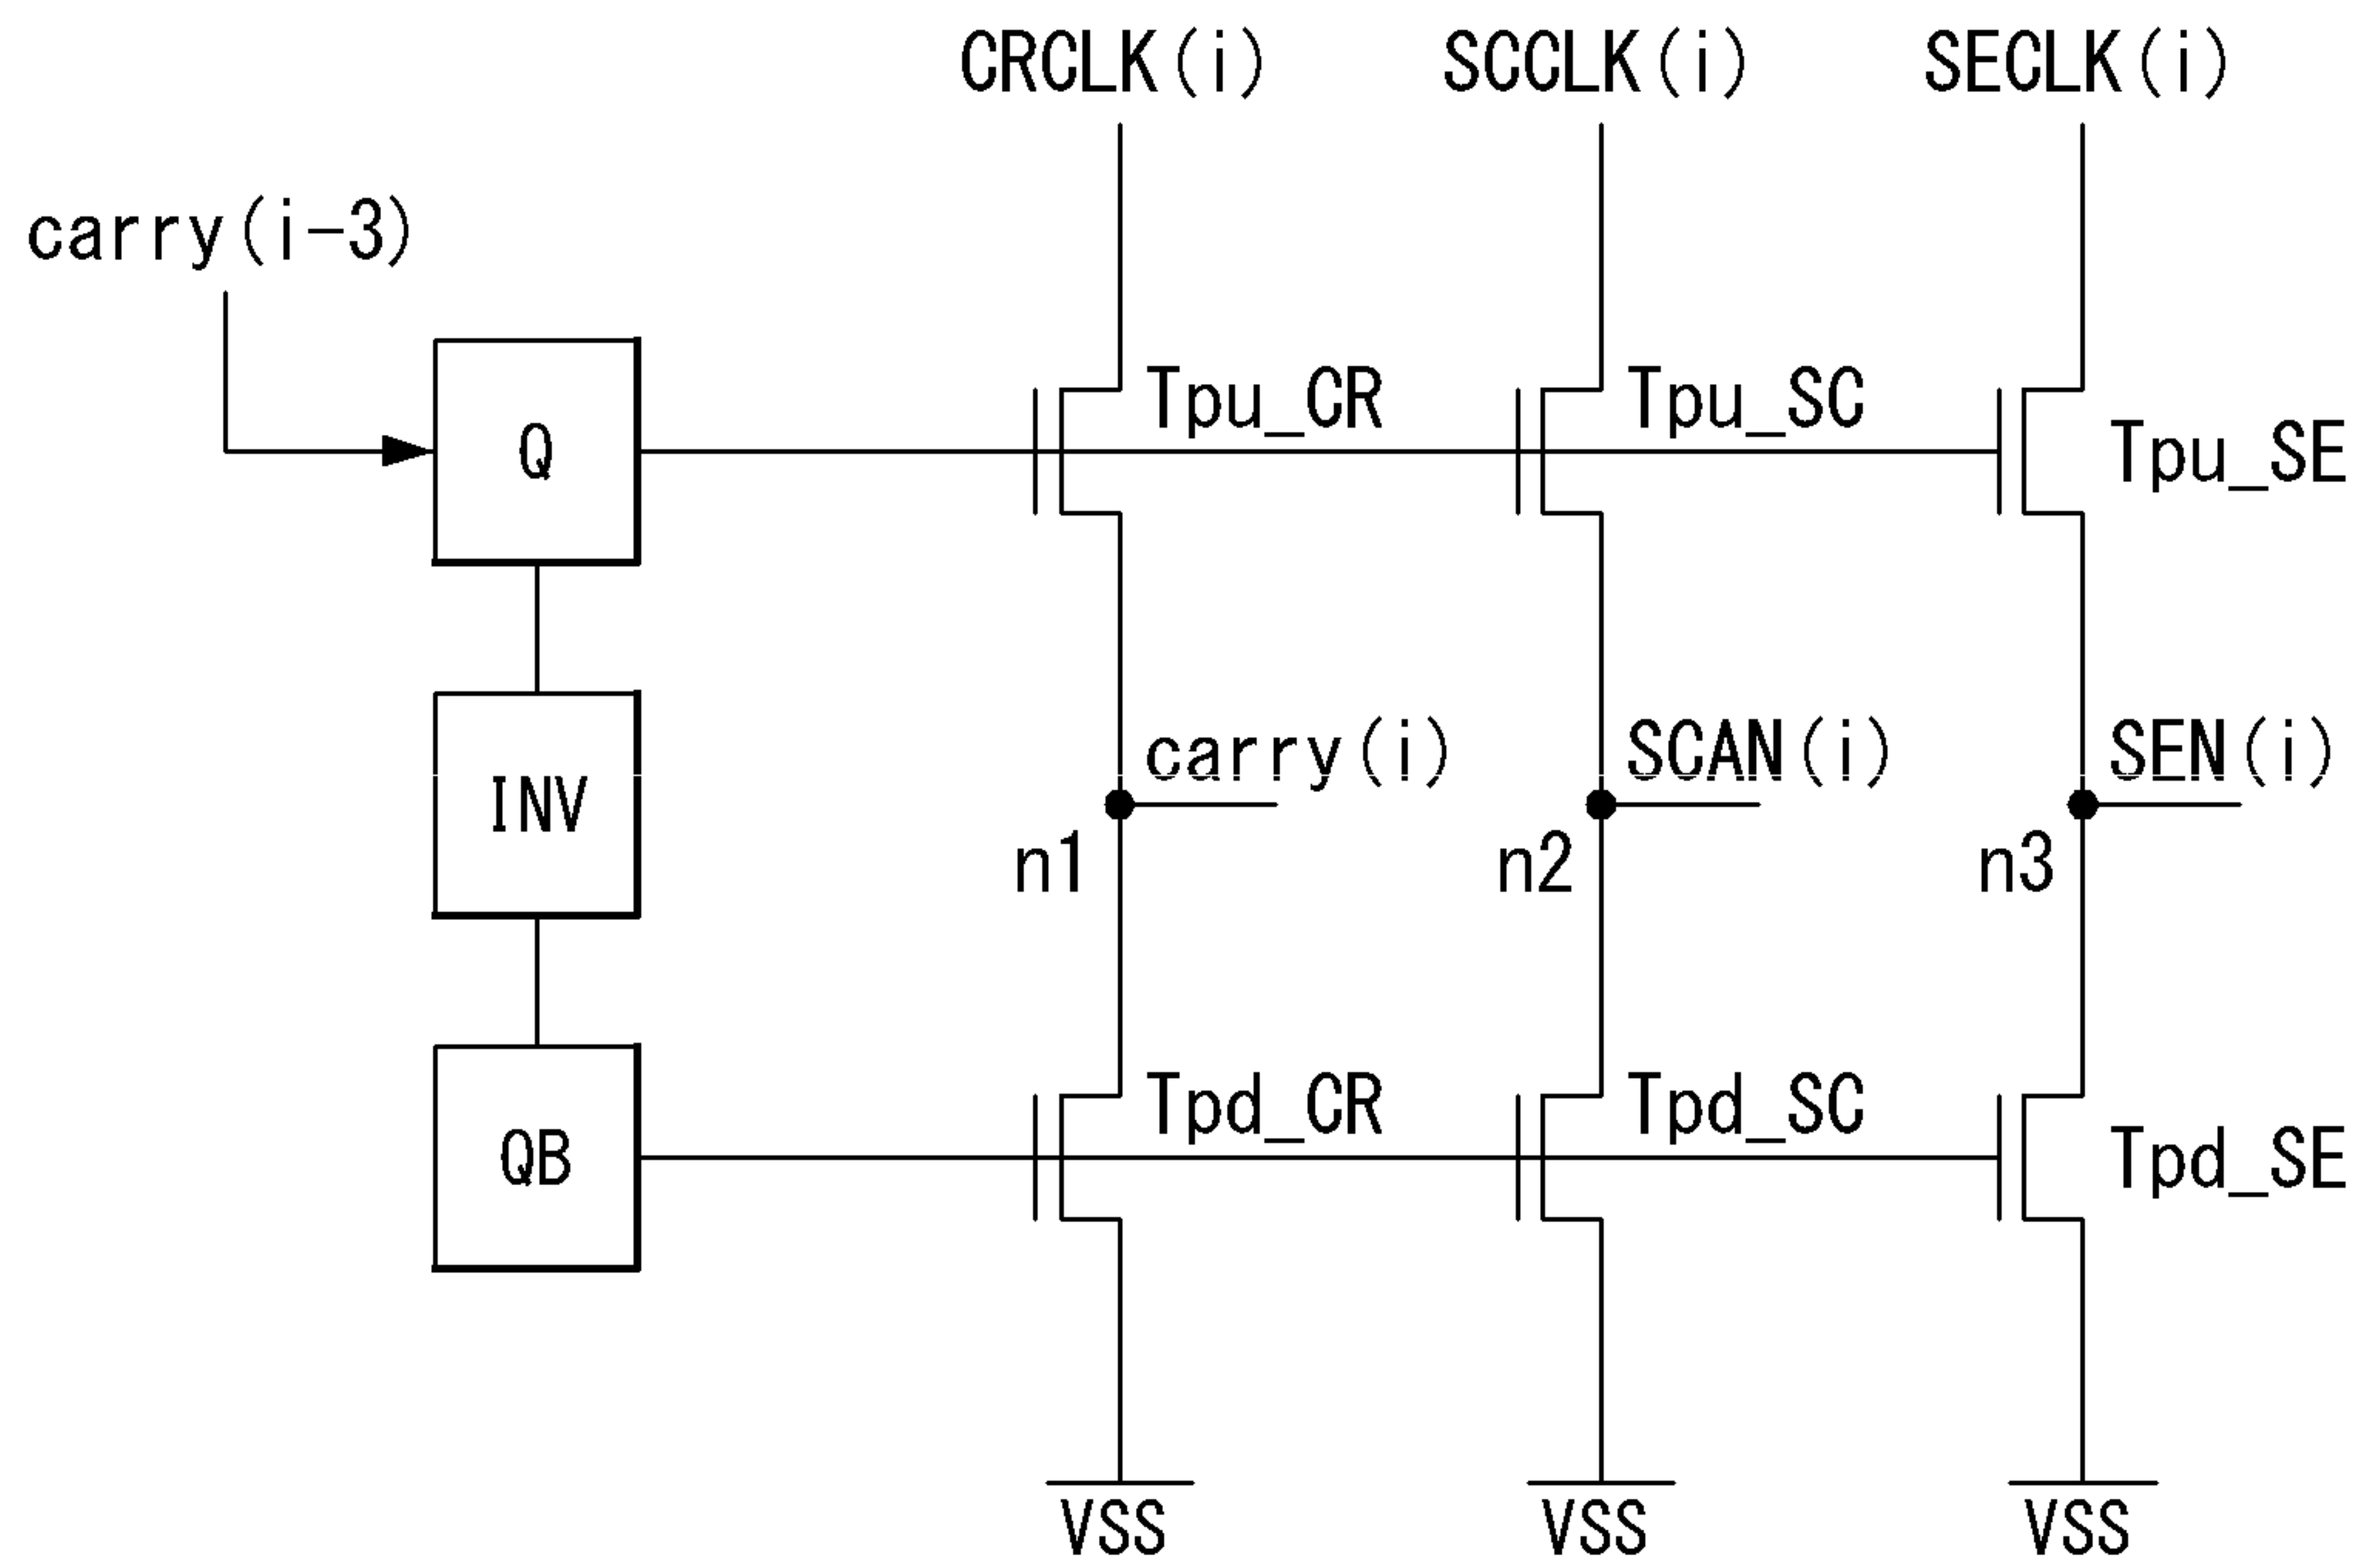 CRCLK(i) SCCLK(i) SECLK(i)
carry(i-3)
Tpu_CR Tpu_SC
Q Tpu_SE
carry(i) SCAN(i) SEN(i)
INV
n1 n2 n3
Tpd_CR Tpd_SC
QB Tpd_SE
VSS VSS VSS